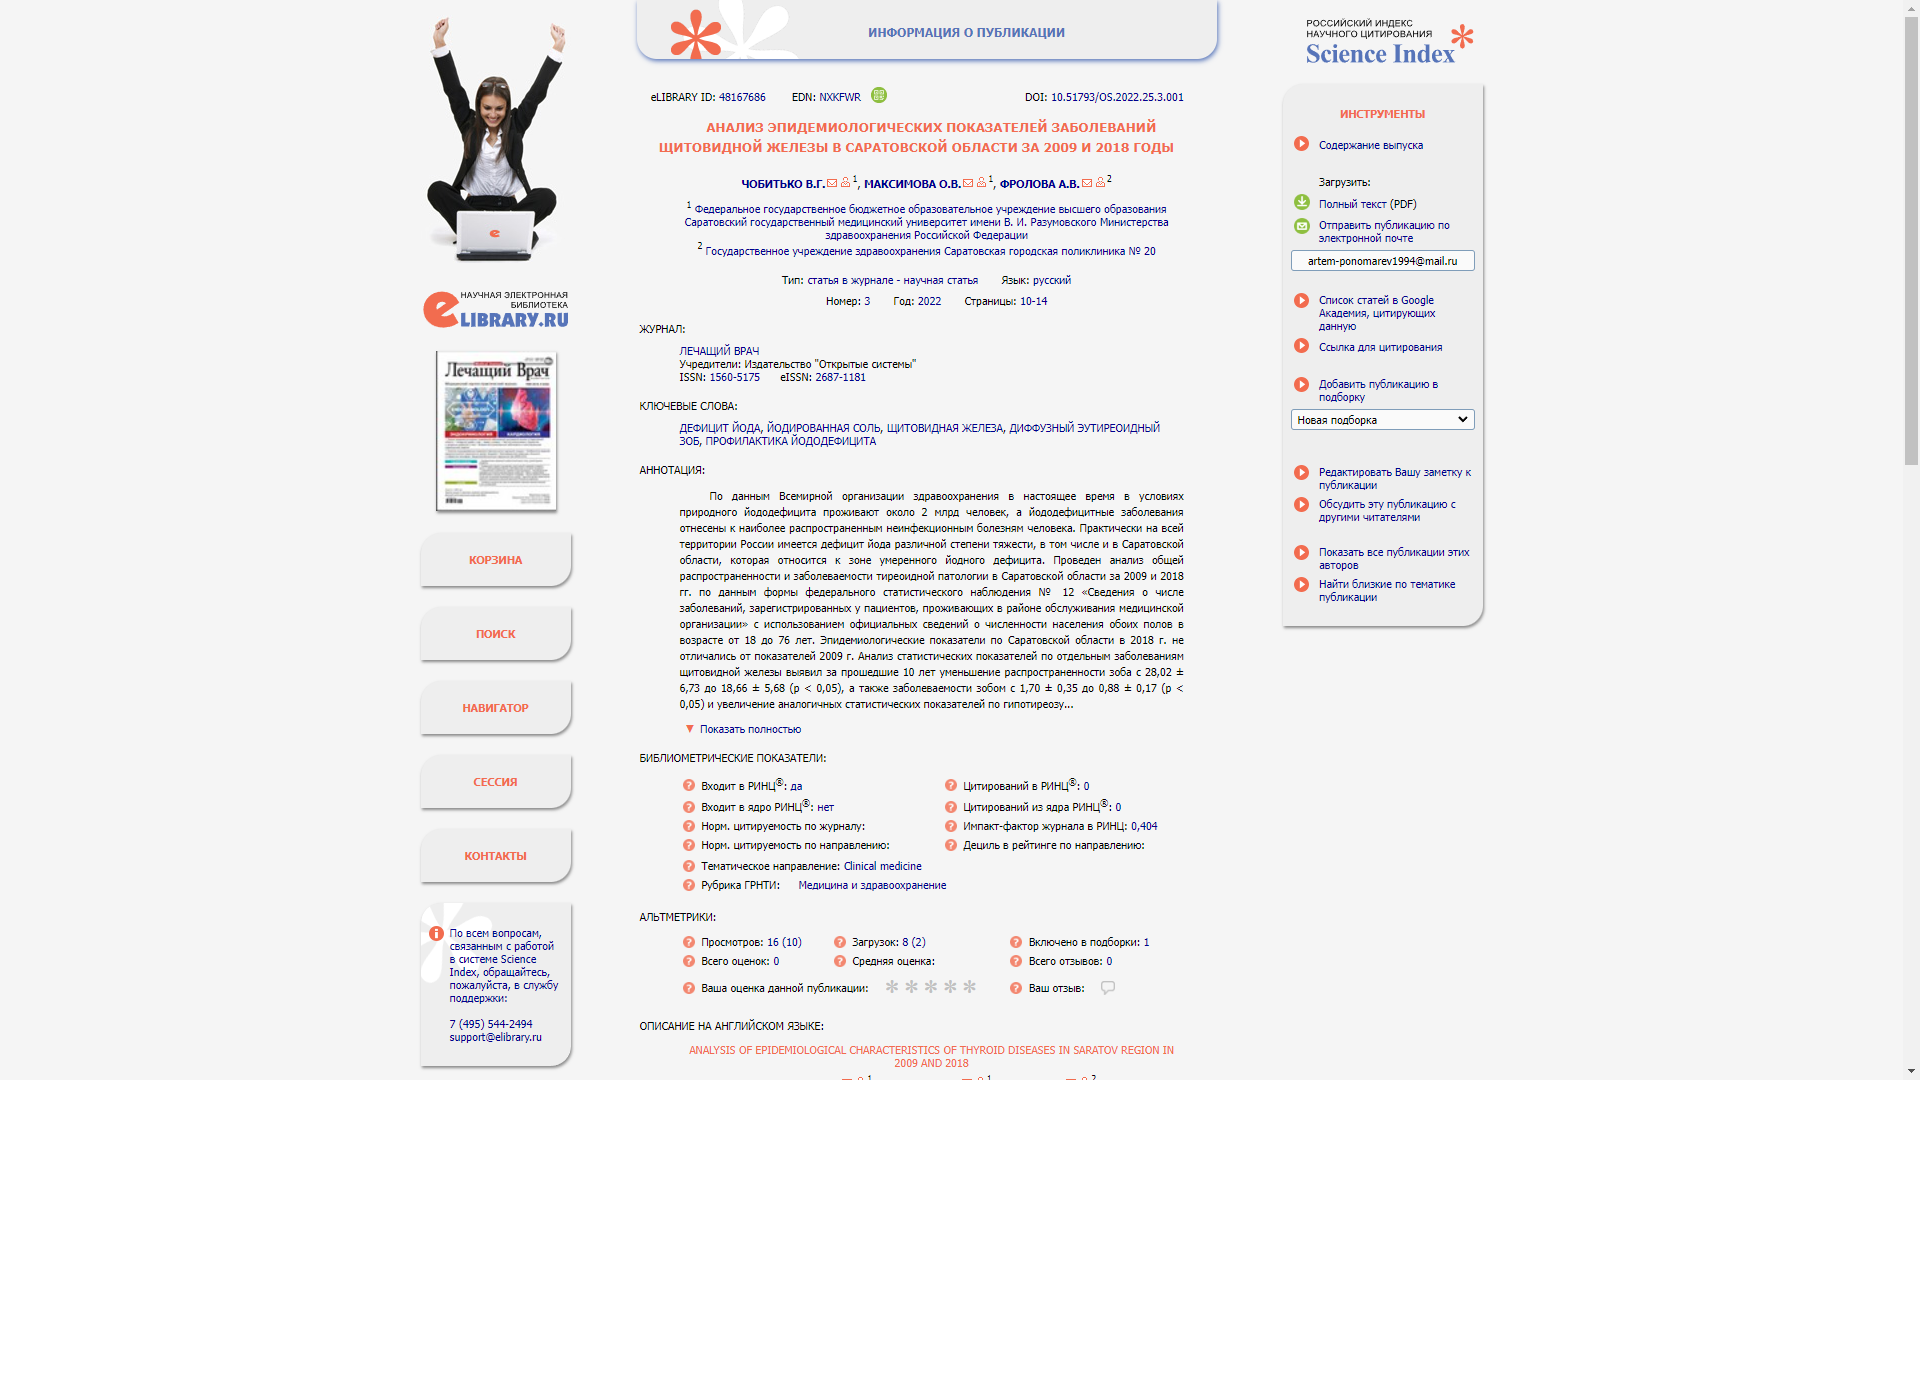 ИНФОРМАЦИЯ О ПУБЛИКАЦИИ
eLIBRARY ID: 48167686 EDN: NXKFWR DOI: 10.51793/OS.2022.25.3.001
АНАЛИЗ ЭПИДЕМИОЛОГИЧЕСКИХ ПОКАЗАТЕЛЕЙ ЗАБОЛЕВАНИЙ
ЩИТОВИДНОЙ ЖЕЛЕЗЫ В САРАТОВСКОЙ ОБЛАСТИ ЗА 2009 И 2018 ГОДЫ
ЧОБИТЬКО В.Г. 1, МАКСИМОВА О.В. 1, ФРОЛОВА А.В. 2
1 Федеральное государственное бюджетное образовательное учреждение высшего образования
Саратовский государственный медицинский университет имени В. И. Разумовского Министерства
здравоохранения Российской Федерации
2 Государственное учреждение здравоохранения Саратовская городская поликлиника № 20
Тип: статья в журнале - научная статья Язык: русский
Номер: 3 Год: 2022 Страницы: 10-14
ЖУРНАЛ:
ЛЕЧАЩИЙ ВРАЧ
Учредители: Издательство "Открытые системы"
ISSN: 1560-5175 eISSN: 2687-1181
КЛЮЧЕВЫЕ СЛОВА:
ДЕФИЦИТ ЙОДА, ЙОДИРОВАННАЯ СОЛЬ, ЩИТОВИДНАЯ ЖЕЛЕЗА, ДИФФУЗНЫЙ ЭУТИРЕОИДНЫЙ
ЗОБ, ПРОФИЛАКТИКА ЙОДОДЕФИЦИТА
АННОТАЦИЯ:
По данным Всемирной организации здравоохранения в настоящее время в условиях
природного йододефицита проживают около 2 млрд человек, а йододефицитные заболевания
отнесены к наиболее распространенным неинфекционным болезням человека. Практически на всей
территории России имеется дефицит йода различной степени тяжести, в том числе и в Саратовской
области, которая относится к зоне умеренного йодного дефицита. Проведен анализ общей
распространенности и заболеваемости тиреоидной патологии в Саратовской области за 2009 и 2018
гг. по данным формы федерального статистического наблюдения № 12 «Сведения о числе
заболеваний, зарегистрированных у пациентов, проживающих в районе обслуживания медицинской
организации» с использованием официальных сведений о численности населения обоих полов в
возрасте от 18 до 76 лет. Эпидемиологические показатели по Саратовской области в 2018 г. не
отличались от показателей 2009 г. Анализ статистических показателей по отдельным заболеваниям
щитовидной железы выявил за прошедшие 10 лет уменьшение распространенности зоба с 28,02 ±
6,73 до 18,66 ± 5,68 (p < 0,05), а также заболеваемости зобом с 1,70 ± 0,35 до 0,88 ± 0,17 (p <
0,05) и увеличение аналогичных статистических показателей по гипотиреозу...
Показать полностью
БИБЛИОМЕТРИЧЕСКИЕ ПОКАЗАТЕЛИ:
Входит в РИНЦ®: да Цитирований в РИНЦ®: 0
Входит в ядро РИНЦ®: нет Цитирований из ядра РИНЦ®: 0
Норм. цитируемость по журналу: Импакт-фактор журнала в РИНЦ: 0,404
Норм. цитируемость по направлению: Дециль в рейтинге по направлению:
Тематическое направление: Clinical medicine
Рубрика ГРНТИ: Медицина и здравоохранение
АЛЬТМЕТРИКИ:
Просмотров: 16 (10) Загрузок: 8 (2) Включено в подборки: 1
Всего оценок: 0 Средняя оценка: Всего отзывов: 0
Ваша оценка данной публикации: Ваш отзыв:
ОПИСАНИЕ НА АНГЛИЙСКОМ ЯЗЫКЕ:
ANALYSIS OF EPIDEMIOLOGICAL CHARACTERISTICS OF THYROID DISEASES IN SARATOV REGION IN
2009 AND 2018
1 1 2
НАУЧНАЯ ЭЛЕКТРОННАЯ
БИБЛИОТЕКА
eLIBRARY.RU
Лечащий Врач
КОРЗИНА
ПОИСК
НАВИГАТОР
СЕССИЯ
КОНТАКТЫ
По всем вопросам,
связанным с работой
в системе Science
Index, обращайтесь,
пожалуйста, в службу
поддержки:
7 (495) 544-2494
support@elibrary.ru
РОССИЙСКИЙ ИНДЕКС
НАУЧНОГО ЦИТИРОВАНИЯ
Science Index
ИНСТРУМЕНТЫ
Содержание выпуска
Загрузить:
Полный текст (PDF)
Отправить публикацию по
электронной почте
artem-ponomarev1994@mail.ru
Список статей в Google
Академия, цитирующих
данную
Ссылка для цитирования
Добавить публикацию в
подборку
Новая подборка
Редактировать Вашу заметку к
публикации
Обсудить эту публикацию с
другими читателями
Показать все публикации этих
авторов
Найти близкие по тематике
публикации